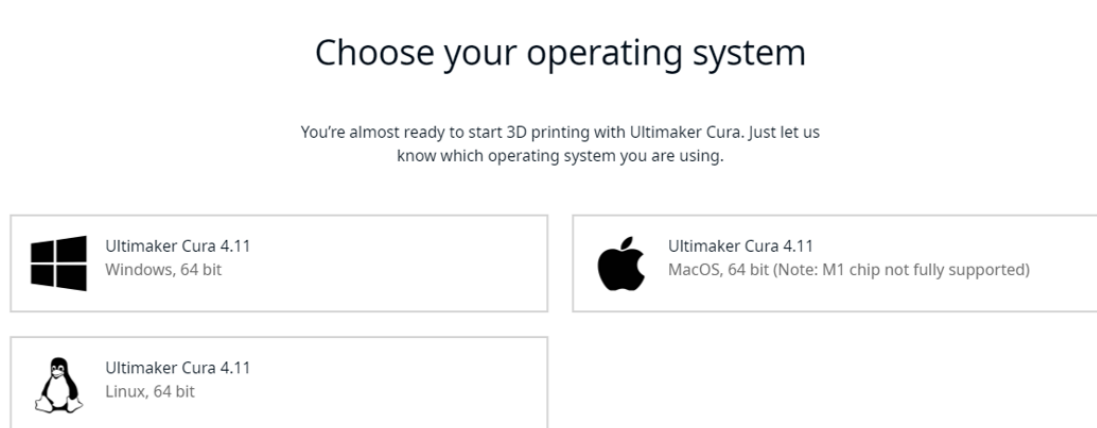 Choose your operating system
You’re almost ready to start 3D printing with Ultimaker Cura. Just let us
know which operating system you are using.
Ultimaker Cura 4.11
Windows, 64 bit
Ultimaker Cura 4.11
MacOS, 64 bit (Note: M1 chip not fully supported)
Ultimaker Cura 4.11
Linux, 64 bit